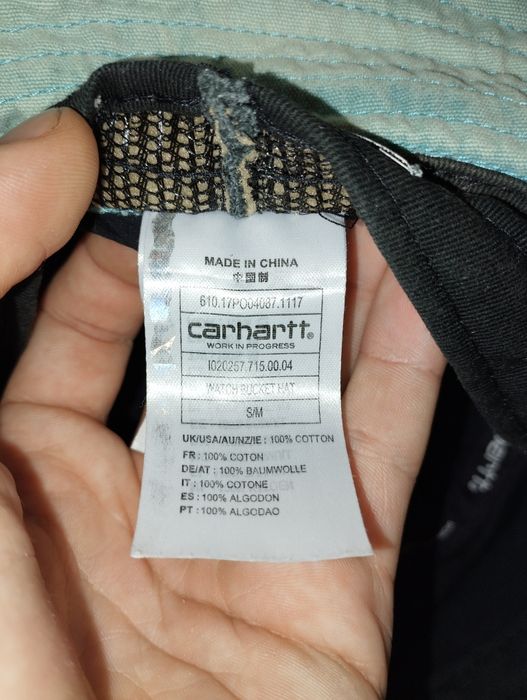 MADE IN CHINA
中國制
610.17PO04087.1117
carhartt®
WORK IN PROGRESS
I020257.715.00.04
WATCH BUCKET HAT
S/M
UK/USA/AU/NZ/IE : 100% COTTON
FR : 100% COTON
DE/AT : 100% BAUMWOLLE
IT : 100% COTONE
ES : 100% ALGODON
PT : 100% ALGODAO